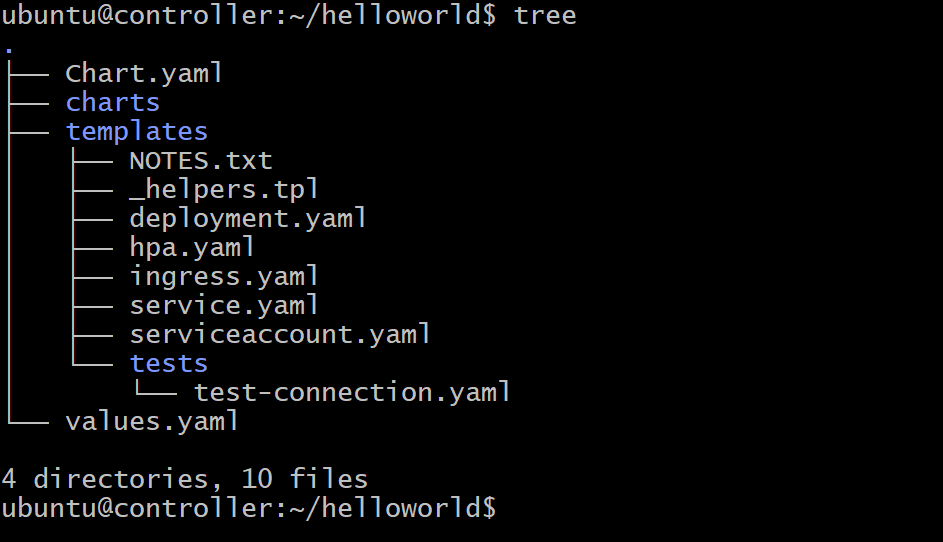 ubuntu@controller:~/helloworld$ tree
.
├── Chart.yaml
├── charts
├── templates
│   ├── NOTES.txt
│   ├── _helpers.tpl
│   ├── deployment.yaml
│   ├── hpa.yaml
│   ├── ingress.yaml
│   ├── service.yaml
│   ├── serviceaccount.yaml
│   └── tests
│       └── test-connection.yaml
└── values.yaml
4 directories, 10 files
ubuntu@controller:~/helloworld$